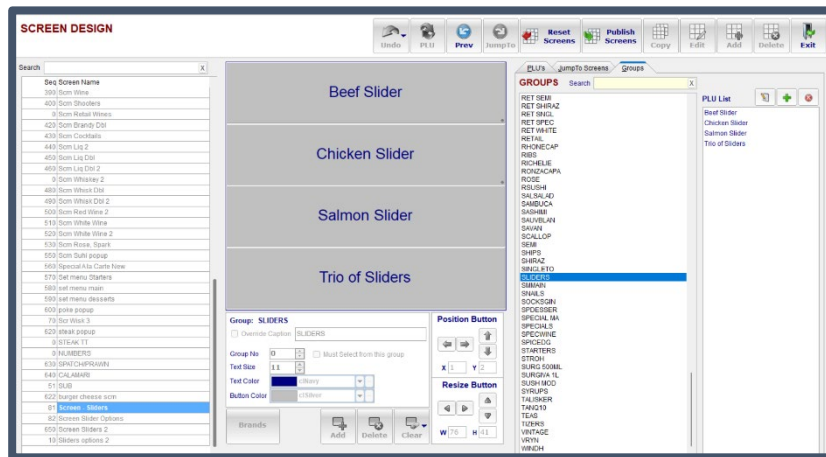 SCREEN DESIGN
Undo
PLU
Prev
JumpTo
Reset Screens
Publish Screens
Copy
Edit
Add
Delete
Exit
Search
X
Seq Screen Name
390 Scrn Wine
400 Scrn Shooters
0 Scrn Retail Wines
420 Scrn Brandy Dbl
430 Scrn Cocktails
440 Scrn Liq 2
450 Scrn Liq Dbl
460 Scrn Liq Dbl 2
0 Scrn Whiskey 2
480 Scrn Whisk Dbl
490 Scrn Whisk Dbl 2
500 Scrn Red Wine 2
510 Scrn White Wine
520 Scrn White Wine 2
530 Scrn Rose, Spark
550 Scrn Suhi popup
560 Special Ala Carte New
570 Set menu Starters
580 set menu main
590 set menu desserts
600 poke popup
70 Scr Wisk 3
620 steak popup
0 STEAK TT
0 NUMBERS
630 SPATCHPRAWN
640 CALAMARI
51 SUB
622 burger cheese scrn
81 Screen - Sliders
82 Screen Slider Options
650 Screen Sliders 2
10 Sliders options 2
Beef Slider
Chicken Slider
Salmon Slider
Trio of Sliders
Group: SLIDERS
Override Caption SLIDERS
Group No 0
Must Select from this group
Text Size 11
Text Color clNavy
Button Color clSilver
Brands
Add
Delete
Clear
Position Button
X 1 Y 2
Resize Button
W 76 H 41
PLU's
JumpTo Screens
Groups
GROUPS Search X
RET SEMI
RET SHIRAZ
RET SNGL
RET SPEC
RET WHITE
RETAIL
RHONECAP
RIBS
RICHELIE
RONZACAPA
ROSE
RSUSHI
SALSALAD
SAMBUCA
SASHIMI
SAUVBLAN
SAVAN
SCALLOP
SEMI
SHIPS
SHIRAZ
SINGLETO
SLIDERS
SMMAIN
SNAILS
SOCKSGIN
SPDESSER
SPECIAL MA
SPECIALS
SPECWINE
SPICEDG
STARTERS
STROH
SURG 500ML
SURGIVA 1L
SUSH MOD
SYRUPS
TALISKER
TANQ10
TEAS
TIZERS
VINTAGE
VRYN
WINDH
PLU List
Beef Slider
Chicken Slider
Salmon Slider
Trio of Sliders